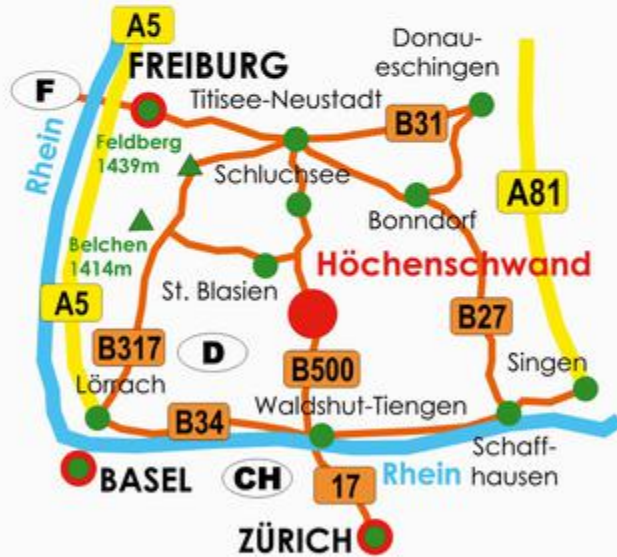 A5
Donau-
eschingen
FREIBURG
F
Titisee-Neustadt
B31
Rhein
Feldberg
1439m
Schluchsee
A81
Bonndorf
Belchen
1414m
Höchenschwand
St. Blasien
A5
B27
B317
D
B500
Singen
Lörrach
B34
Waldshut-Tiengen
Schaff-
hausen
BASEL
CH
17
Rhein
ZÜRICH